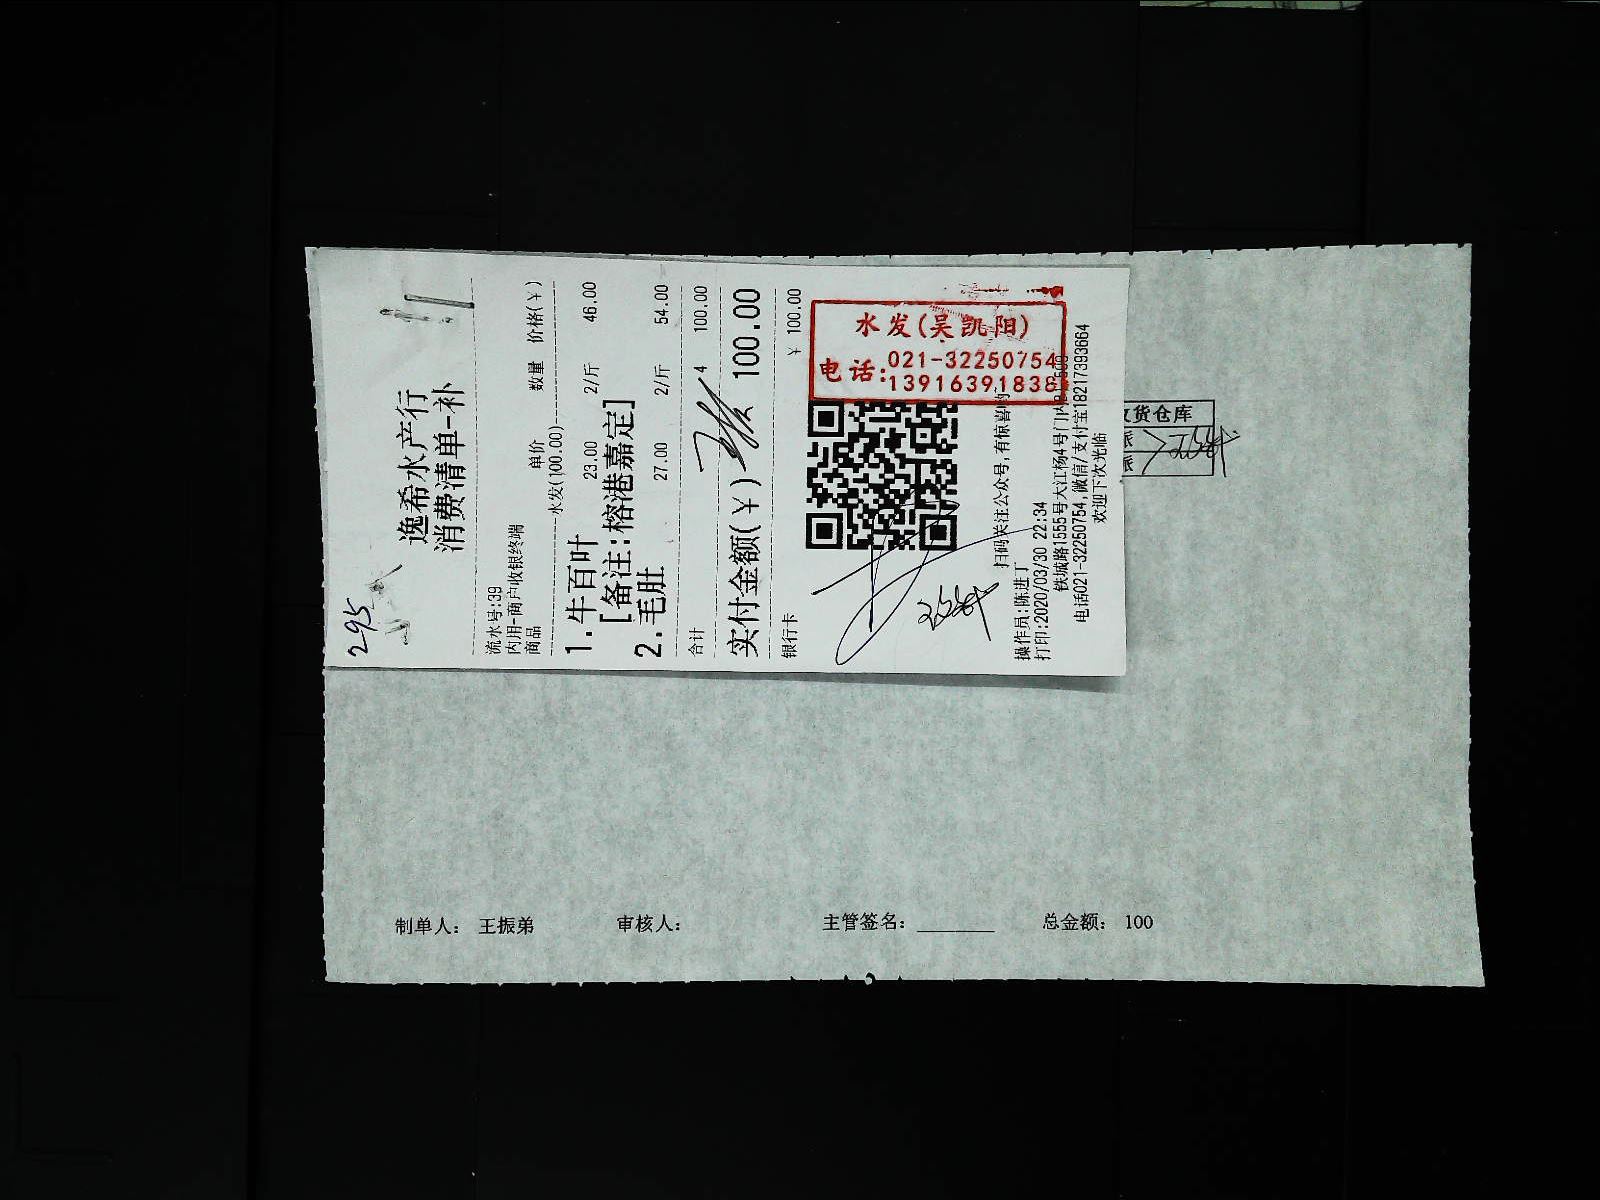 295
逸希水产行
消费清单-补
流水号:39
内用-商户收银终端
商品 单价 数量 价格(¥)
水发(100.00)
1.牛百叶 23.00 2/斤 46.00
[备注:榕港嘉定]
2.毛肚 27.00 2/斤 54.00
合计 4 100.00
实付金额(¥) 100.00
银行卡 ¥ 100.00
水发(吴凯阳)
电话:021-32250754
13916391838
扫码关注公众号,有惊喜哟
操作员:陈进丁
打印:2020/03/30 22:34
铁城路1555号大江杨4号门内
电话021-32250754,微信/支付宝18217393664
欢迎下次光临
货仓库
制单人: 王振弟 审核人: 主管签名: 总金额: 100